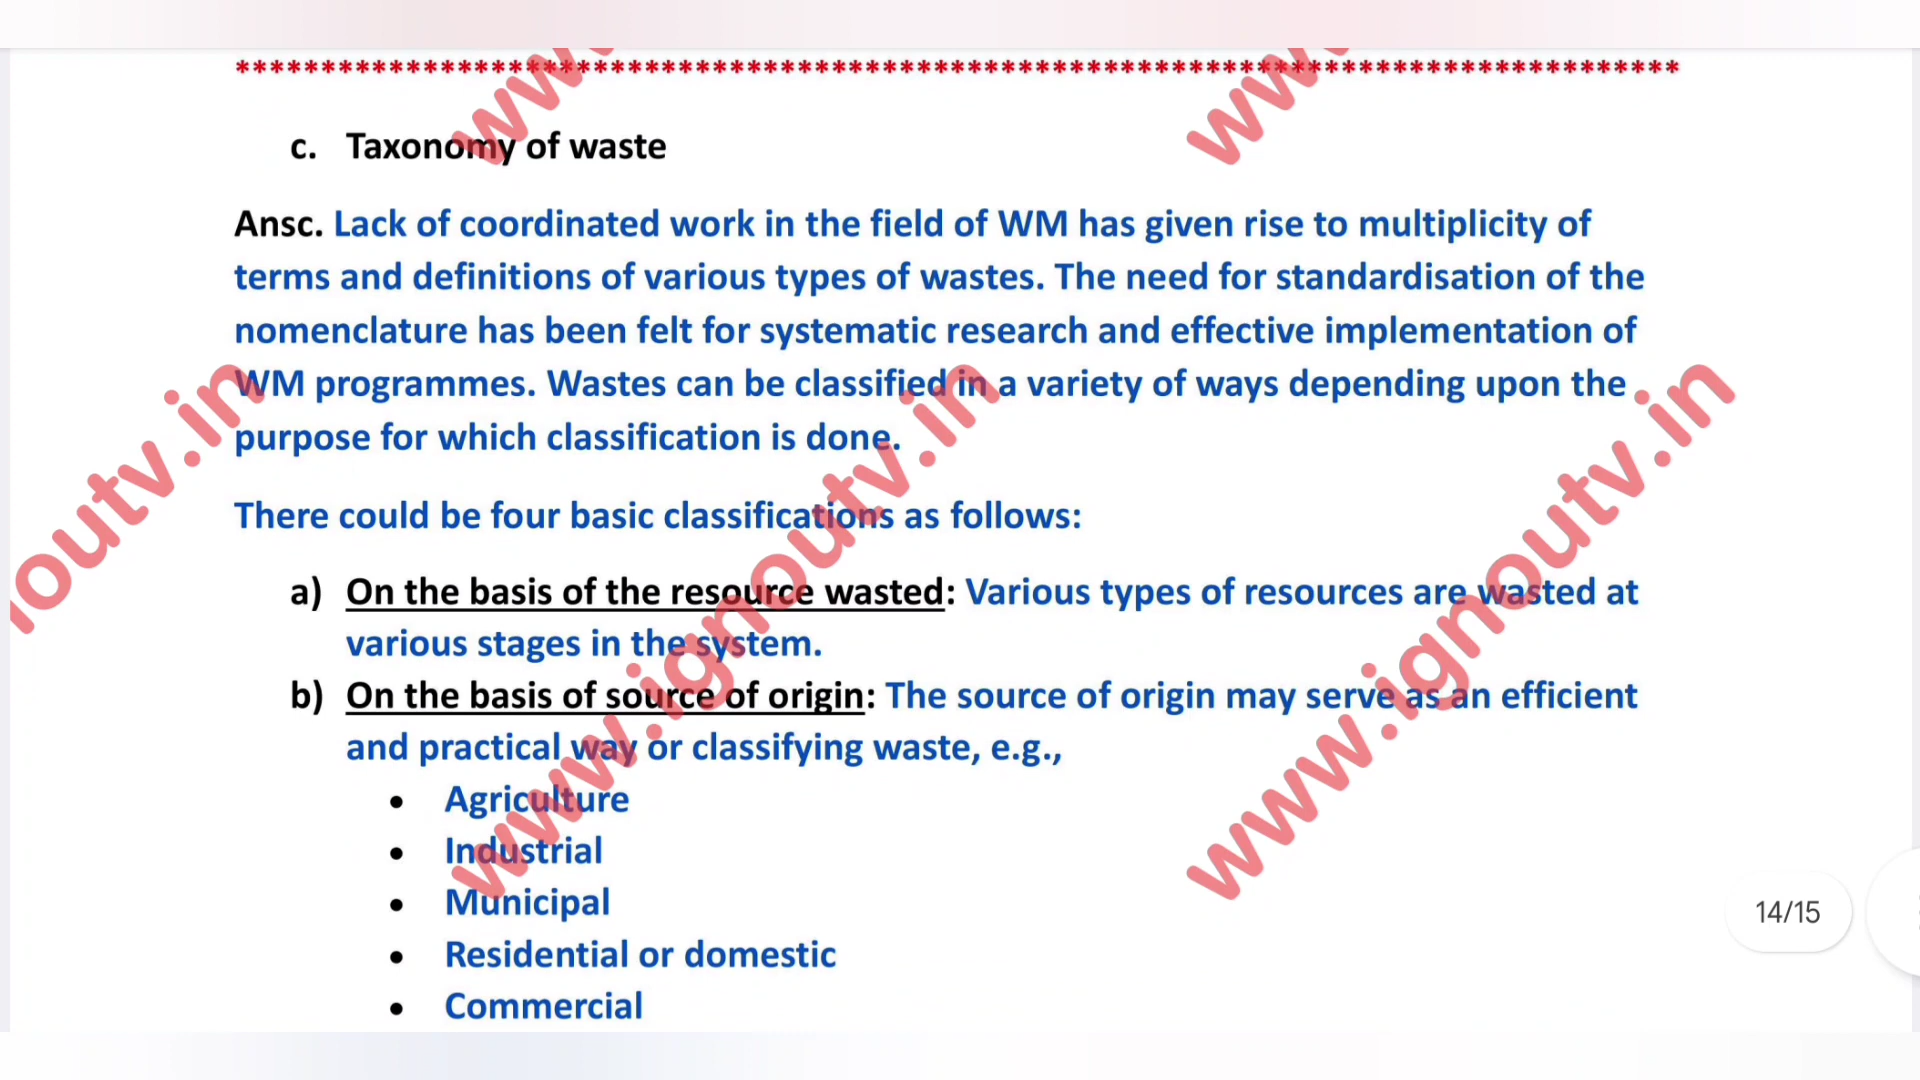 *************************************************************************************
c. Taxonomy of waste
Ansc. Lack of coordinated work in the field of WM has given rise to multiplicity of
terms and definitions of various types of wastes. The need for standardisation of the
nomenclature has been felt for systematic research and effective implementation of
WM programmes. Wastes can be classified in a variety of ways depending upon the
purpose for which classification is done.
There could be four basic classifications as follows:
a) On the basis of the resource wasted: Various types of resources are wasted at
various stages in the system.
b) On the basis of source of origin: The source of origin may serve as an efficient
and practical way or classifying waste, e.g.,
• Agriculture
• Industrial
• Municipal
• Residential or domestic
• Commercial
14/15
www.ignoutv.in
www.ignoutv.in